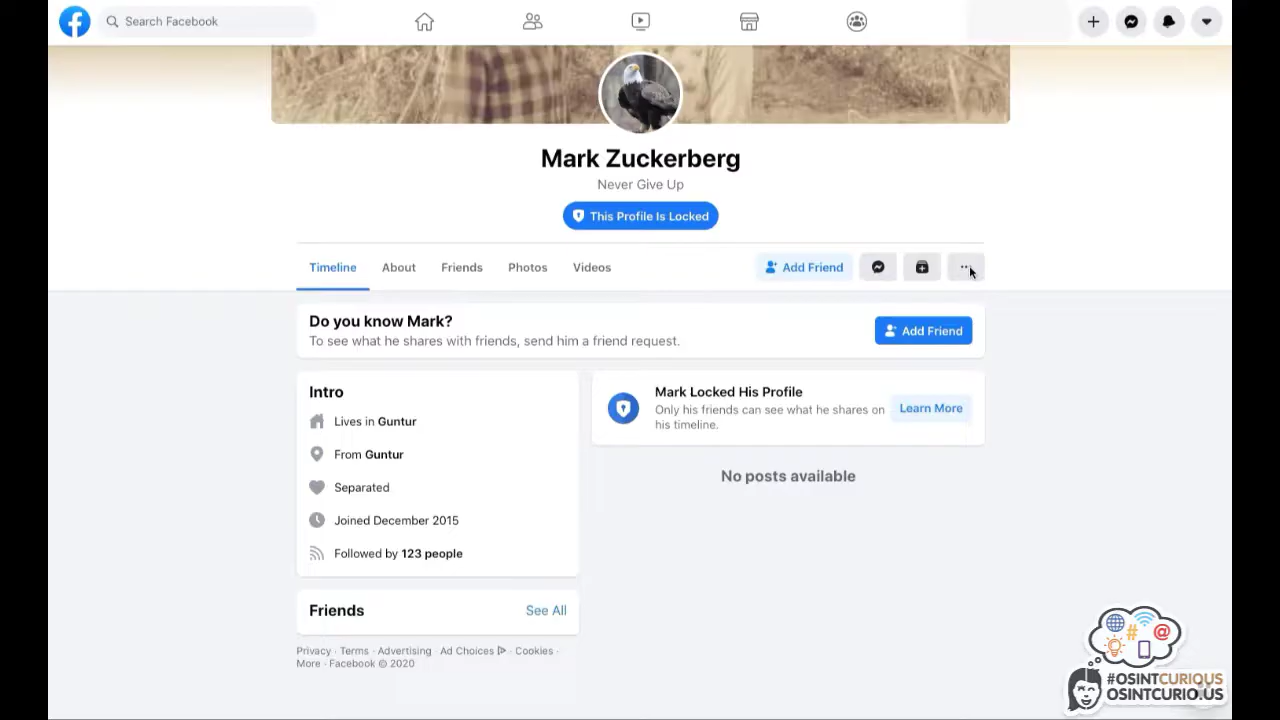 Search Facebook
Mark Zuckerberg
Never Give Up
This Profile Is Locked
Timeline
About
Friends
Photos
Videos
Add Friend
Do you know Mark?
To see what he shares with friends, send him a friend request.
Add Friend
Intro
Lives in Guntur
From Guntur
Separated
Joined December 2015
Followed by 123 people
Mark Locked His Profile
Only his friends can see what he shares on
his timeline.
Learn More
No posts available
Friends
See All
Privacy · Terms · Advertising · Ad Choices · Cookies ·
More · Facebook © 2020
#OSINTCURIOUS
OSINTCURIO.US